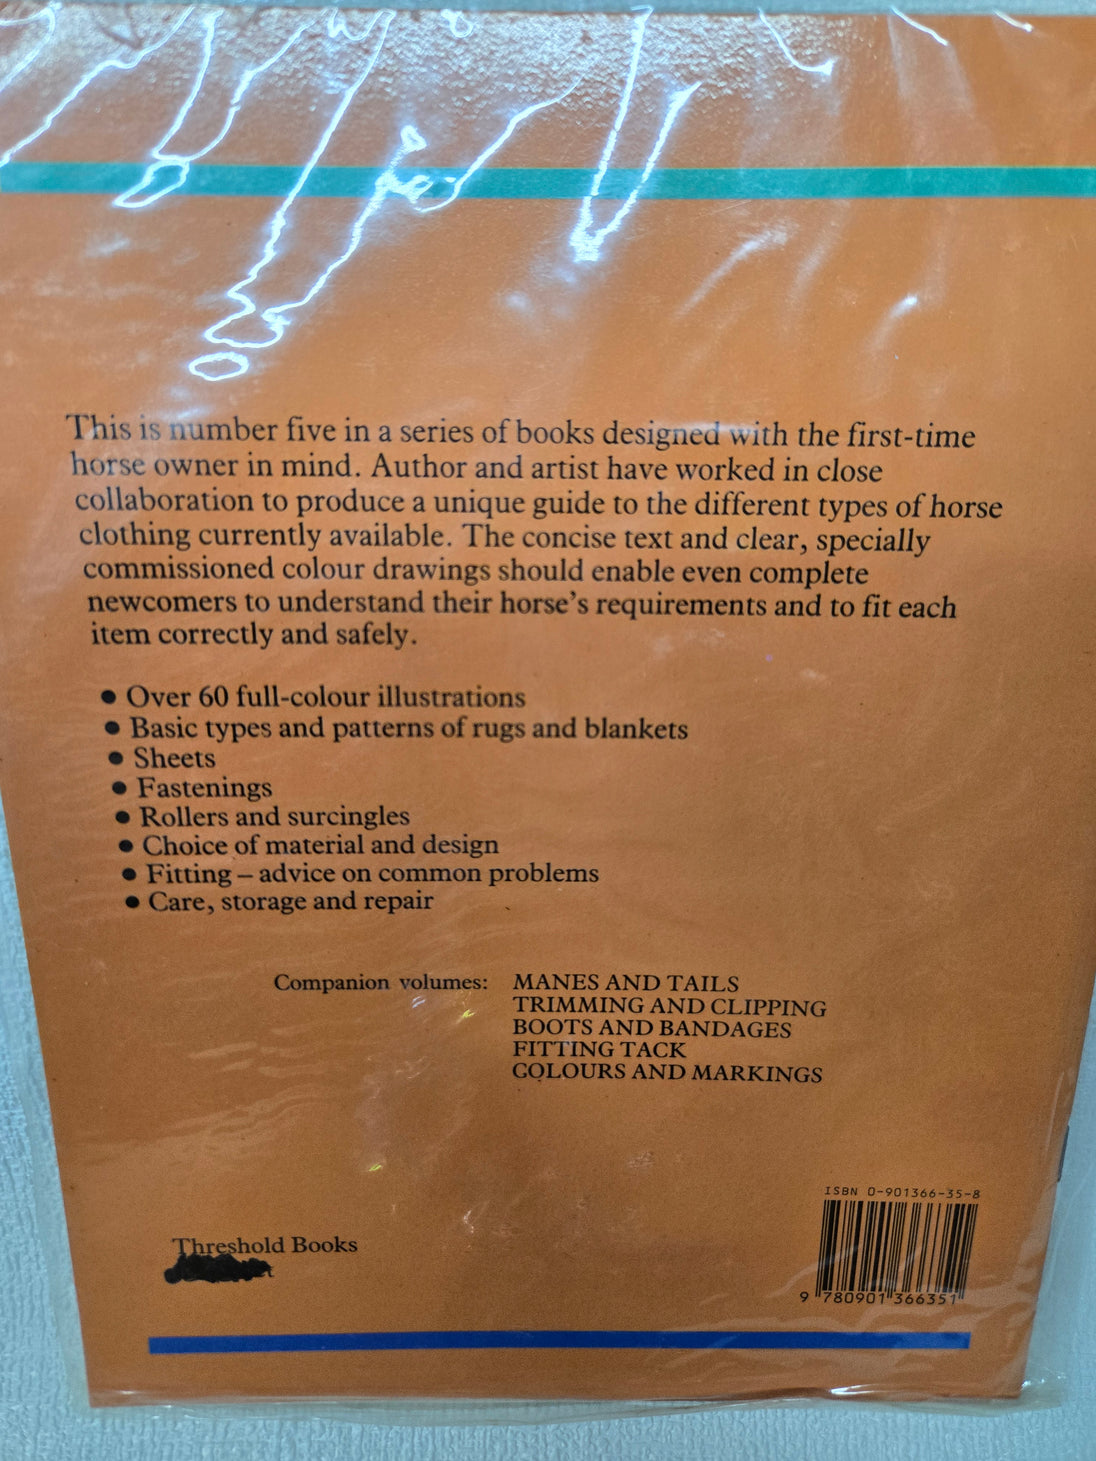 This is number five in a series of books designed with the first-time
horse owner in mind. Author and artist have worked in close
collaboration to produce a unique guide to the different types of horse
clothing currently available. The concise text and clear, specially
commissioned colour drawings should enable even complete
newcomers to understand their horse's requirements and to fit each
item correctly and safely.
● Over 60 full-colour illustrations
● Basic types and patterns of rugs and blankets
● Sheets
● Fastenings
● Rollers and surcingles
● Choice of material and design
● Fitting – advice on common problems
● Care, storage and repair
Companion volumes: MANES AND TAILS
TRIMMING AND CLIPPING
BOOTS AND BANDAGES
FITTING TACK
COLOURS AND MARKINGS
ISBN 0-901366-35-8
Threshold Books
9 780901 366351